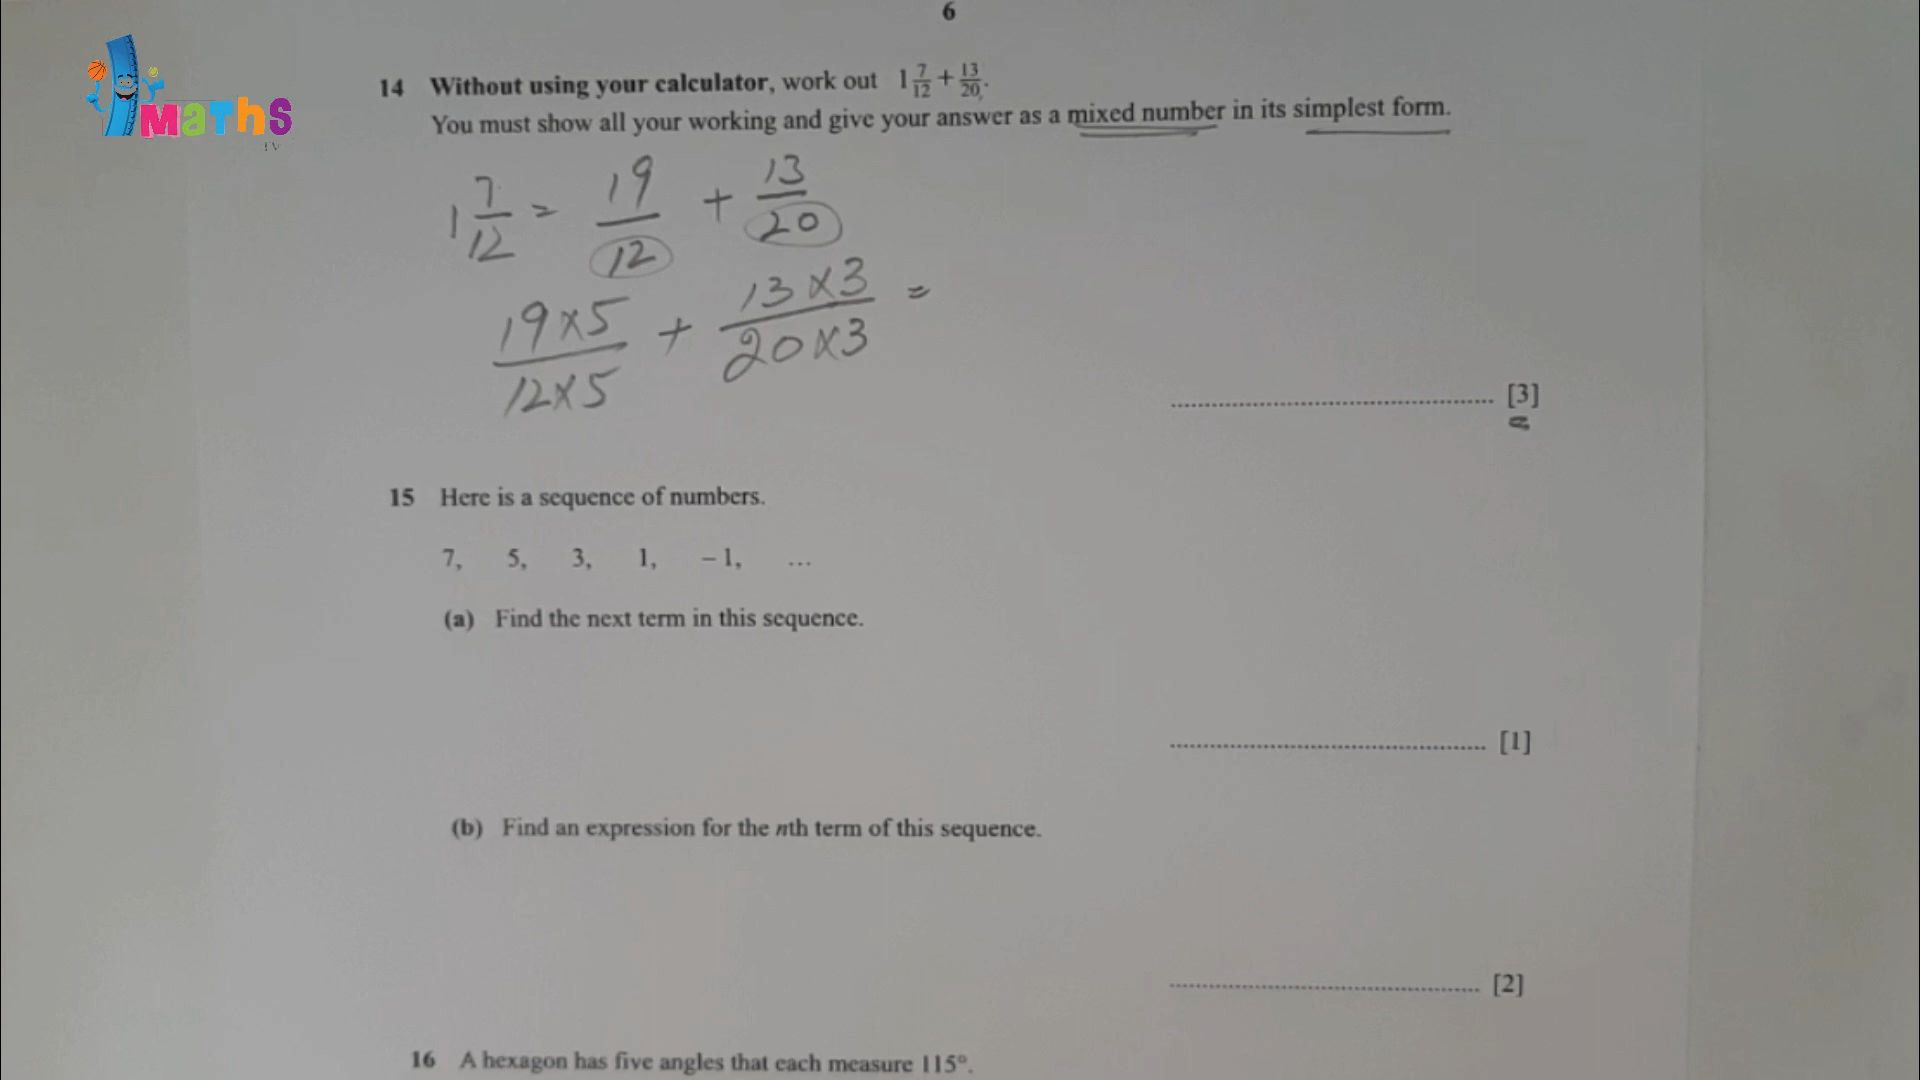 6
MaTHS
TV
14 Without using your calculator, work out 1 7/12 + 13/20.
You must show all your working and give your answer as a mixed number in its simplest form.
1 7/12 = 19/12 + 13/20
19×5/12×5 + 13×3/20×3 =
.................... [3]
15 Here is a sequence of numbers.
7, 5, 3, 1, –1, ...
(a) Find the next term in this sequence.
.................... [1]
(b) Find an expression for the nth term of this sequence.
.................... [2]
16 A hexagon has five angles that each measure 115°.